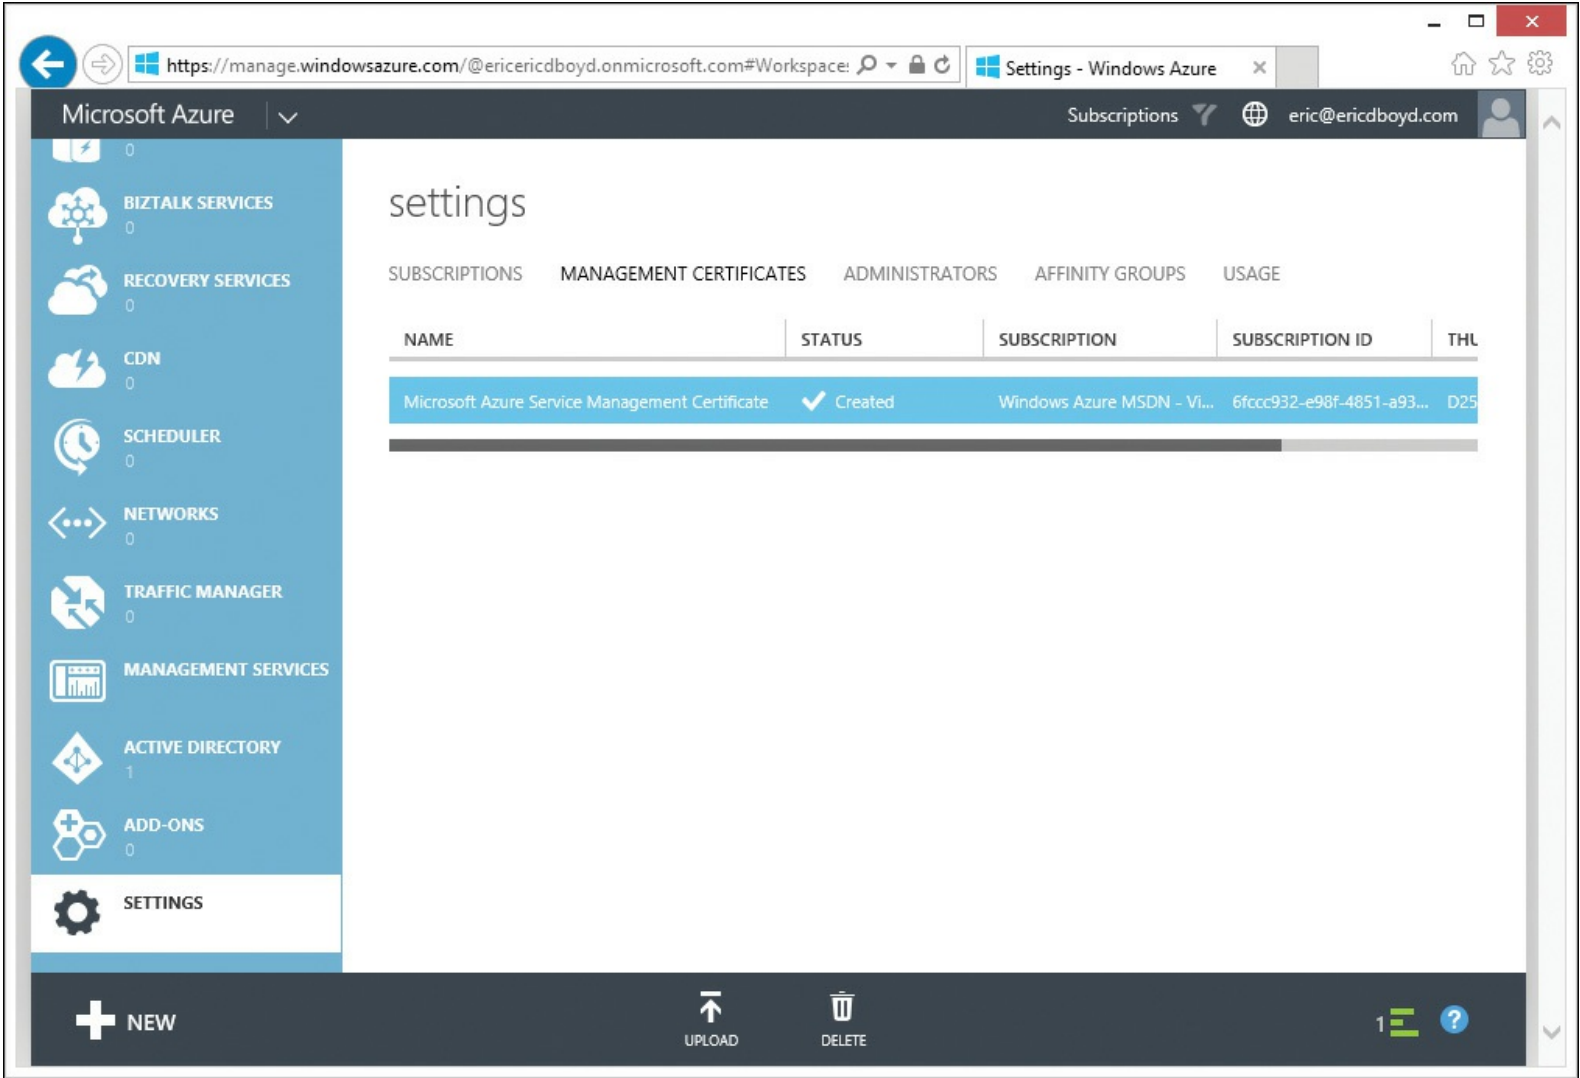 https://manage.windowsazure.com/@ericericdboyd.onmicrosoft.com#Workspace:
Settings - Windows Azure
Microsoft Azure
Subscriptions
eric@ericdboyd.com
0
BIZTALK SERVICES
0
RECOVERY SERVICES
0
CDN
0
SCHEDULER
0
NETWORKS
0
TRAFFIC MANAGER
0
MANAGEMENT SERVICES
ACTIVE DIRECTORY
1
ADD-ONS
0
SETTINGS
settings
SUBSCRIPTIONS MANAGEMENT CERTIFICATES ADMINISTRATORS AFFINITY GROUPS USAGE
NAME STATUS SUBSCRIPTION SUBSCRIPTION ID THU
Microsoft Azure Service Management Certificate Created Windows Azure MSDN - Vi... 6fccc932-e98f-4851-a93... D25
NEW
UPLOAD
DELETE
1
?